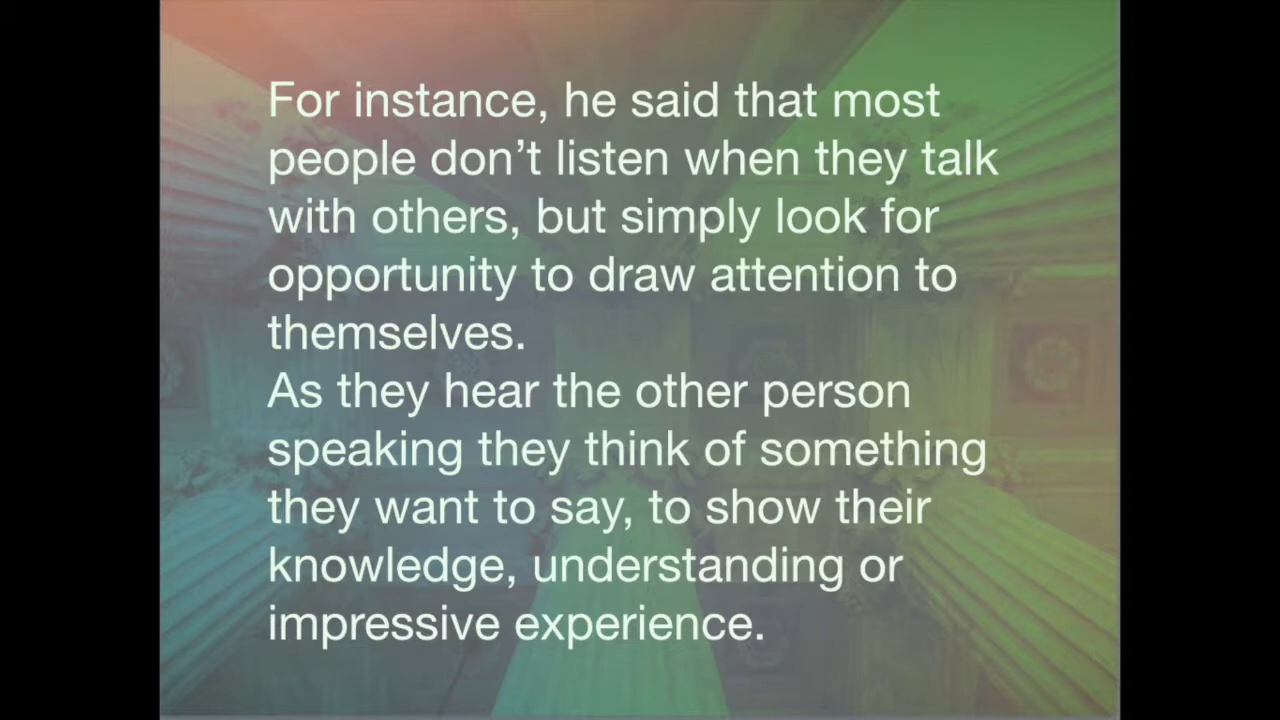 For instance, he said that most
people don’t listen when they talk
with others, but simply look for
opportunity to draw attention to
themselves.
As they hear the other person
speaking they think of something
they want to say, to show their
knowledge, understanding or
impressive experience.